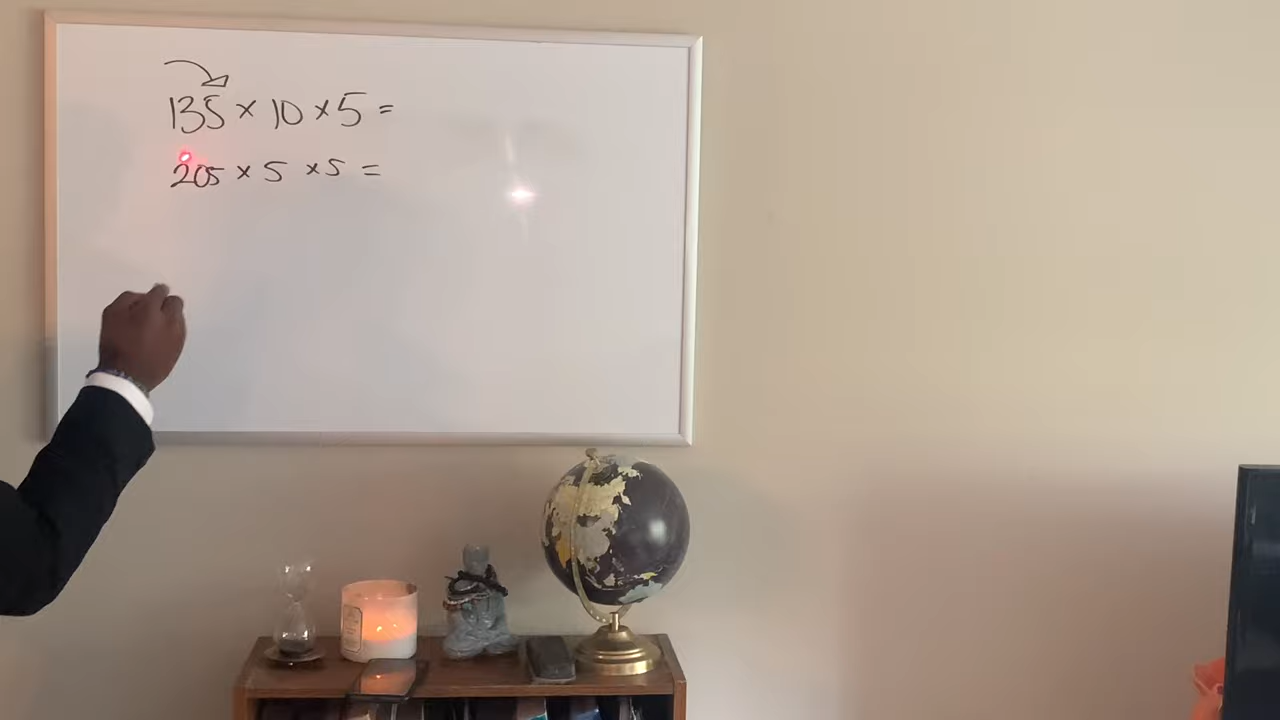 135 × 10 × 5 =
205 × 5 × 5 =